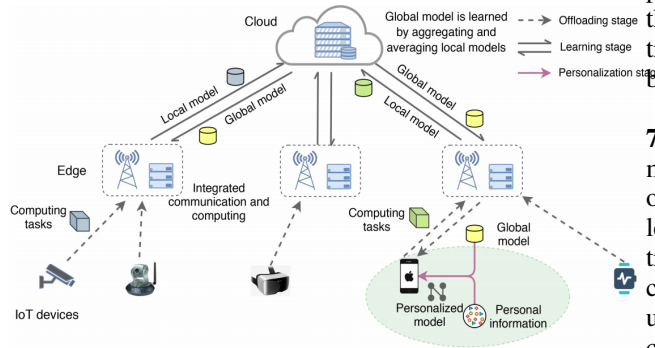 Cloud
Global model is learned
by aggregating and
averaging local models
Offloading stage
Learning stage
Personalization stag
Local model
Global model
Global model
Local model
Edge
Integrated
communication and
computing
Computing
tasks
Computing
tasks
Global
model
IoT devices
Personalized
model
Personal
information
7